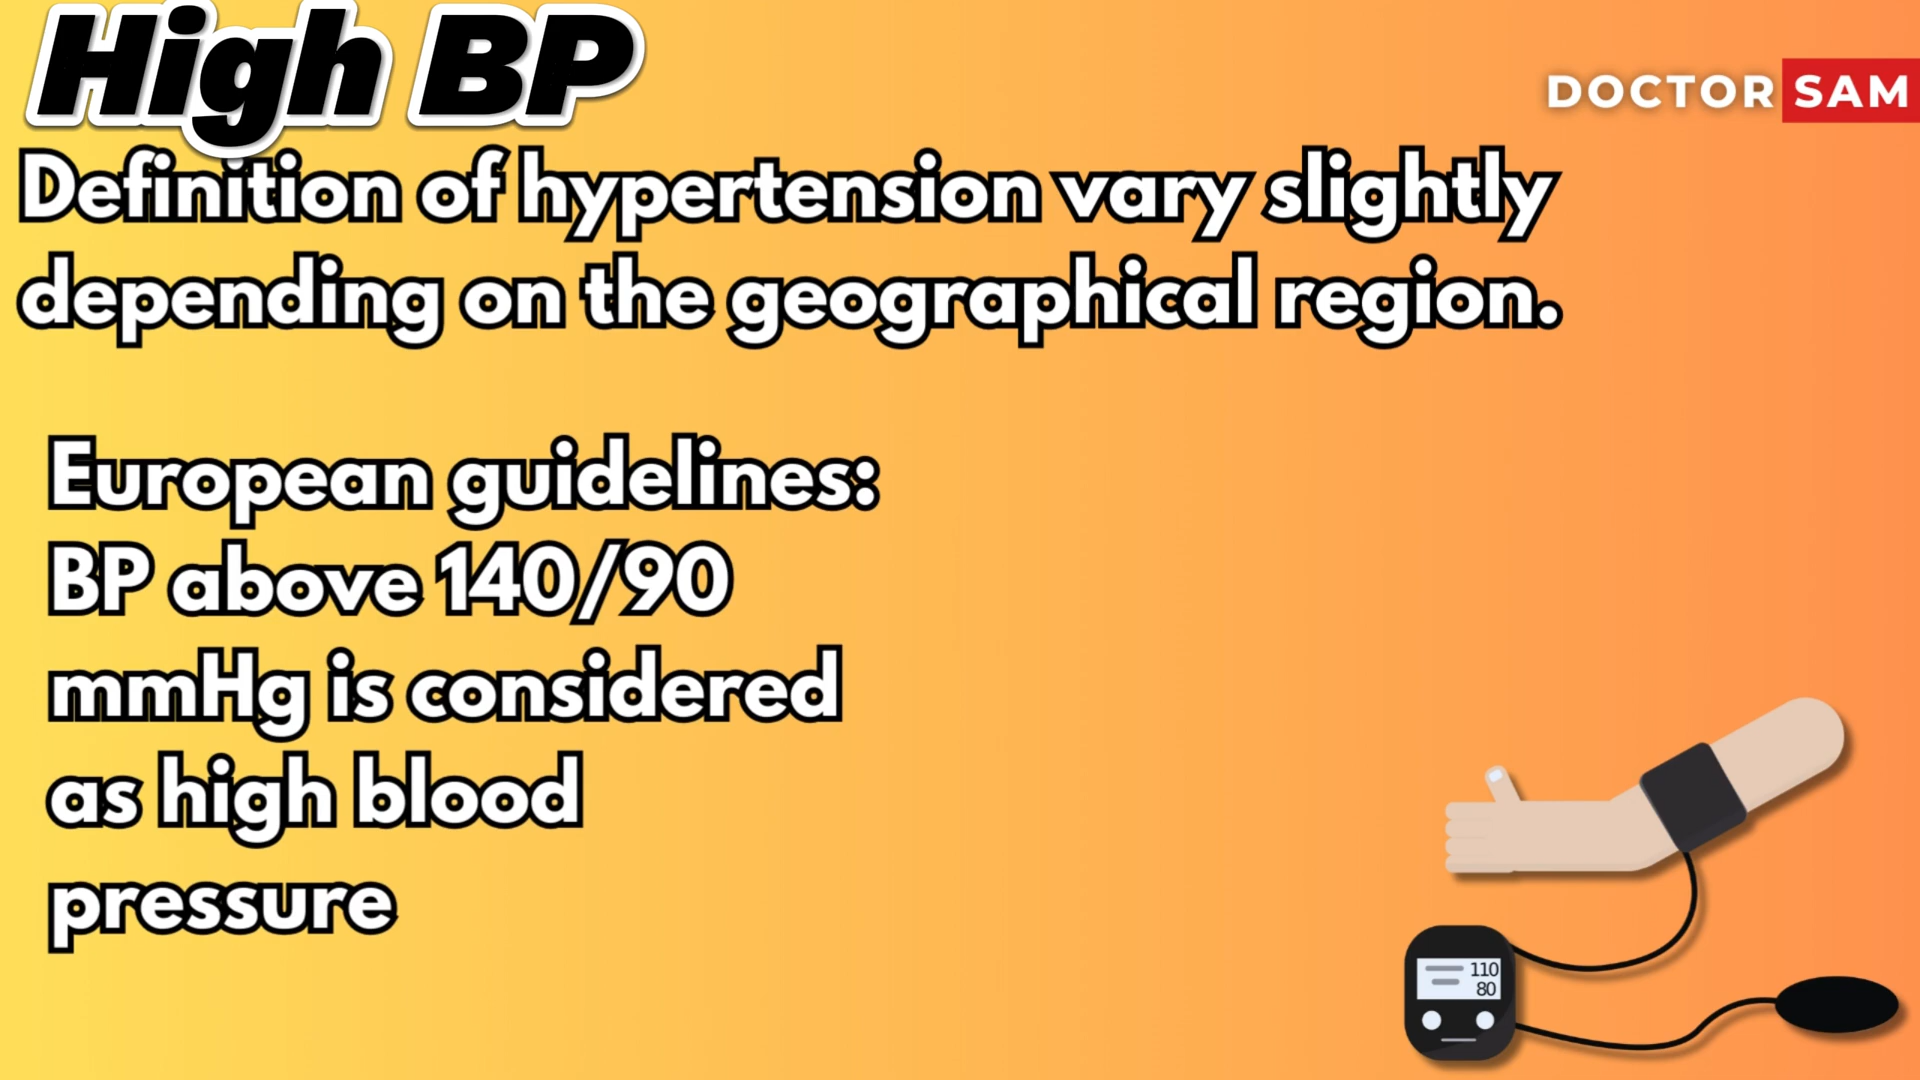 High BP
DOCTOR SAM
Definition of hypertension vary slightly
depending on the geographical region.
European guidelines:
BP above 140/90
mmHg is considered
as high blood
pressure
110
80